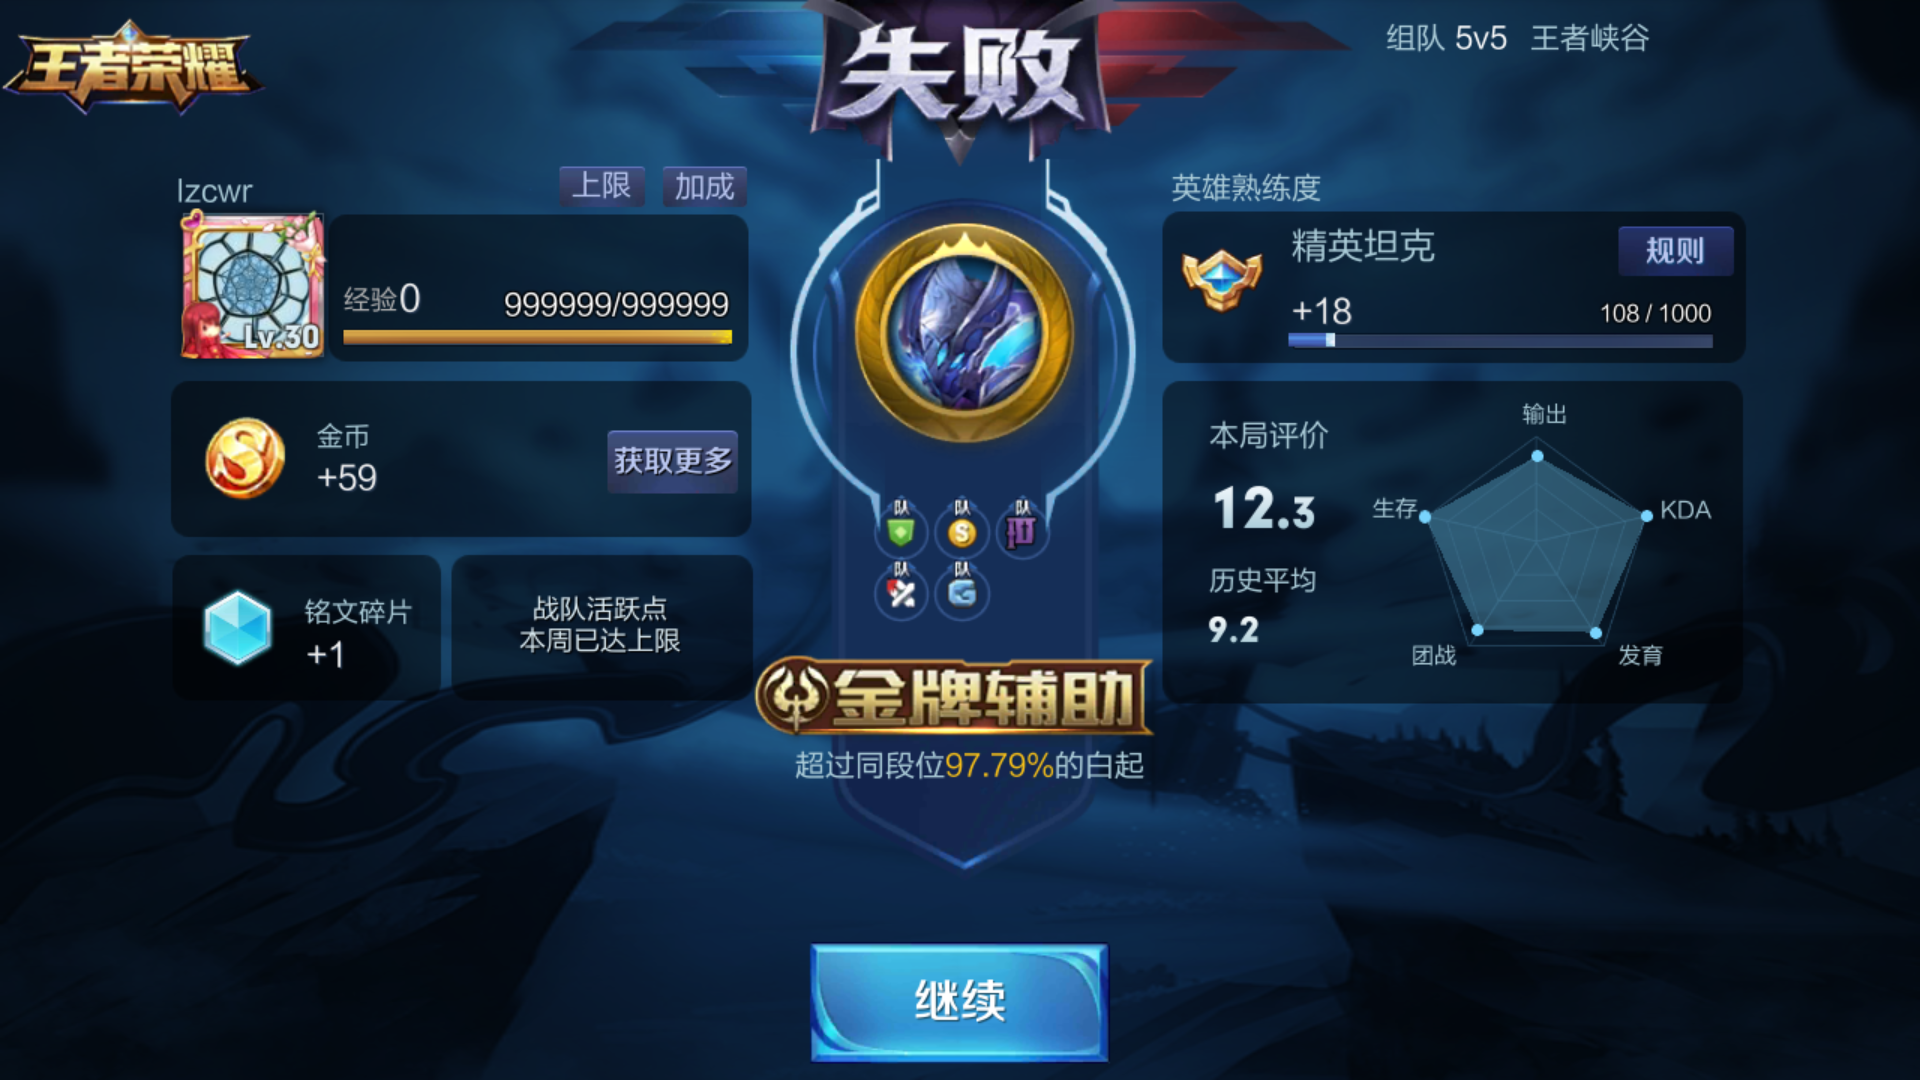 王者荣耀
失败
组队 5v5 王者峡谷
lzcwr
上限
加成
Lv.30
经验0
999999/999999
金币
+59
获取更多
铭文碎片
+1
战队活跃点
本周已达上限
队
队
队
队
队
金牌辅助
超过同段位97.79%的白起
英雄熟练度
精英坦克
规则
+18
108 / 1000
本局评价
12.3
历史平均
9.2
输出
生存
KDA
团战
发育
继续